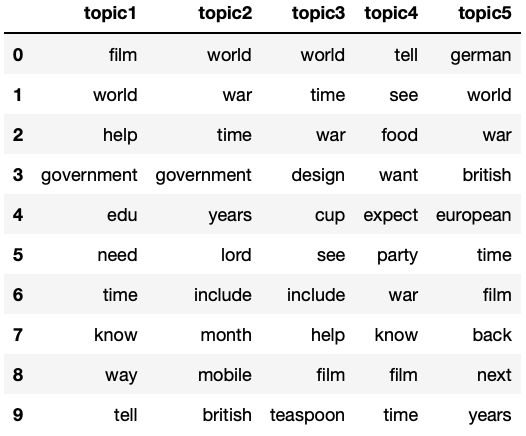 topic1 topic2 topic3 topic4 topic5
0 film world world tell german
1 world war time see world
2 help time war food war
3 government government design want british
4 edu years cup expect european
5 need lord see party time
6 time include include war film
7 know month help know back
8 way mobile film film next
9 tell british teaspoon time years